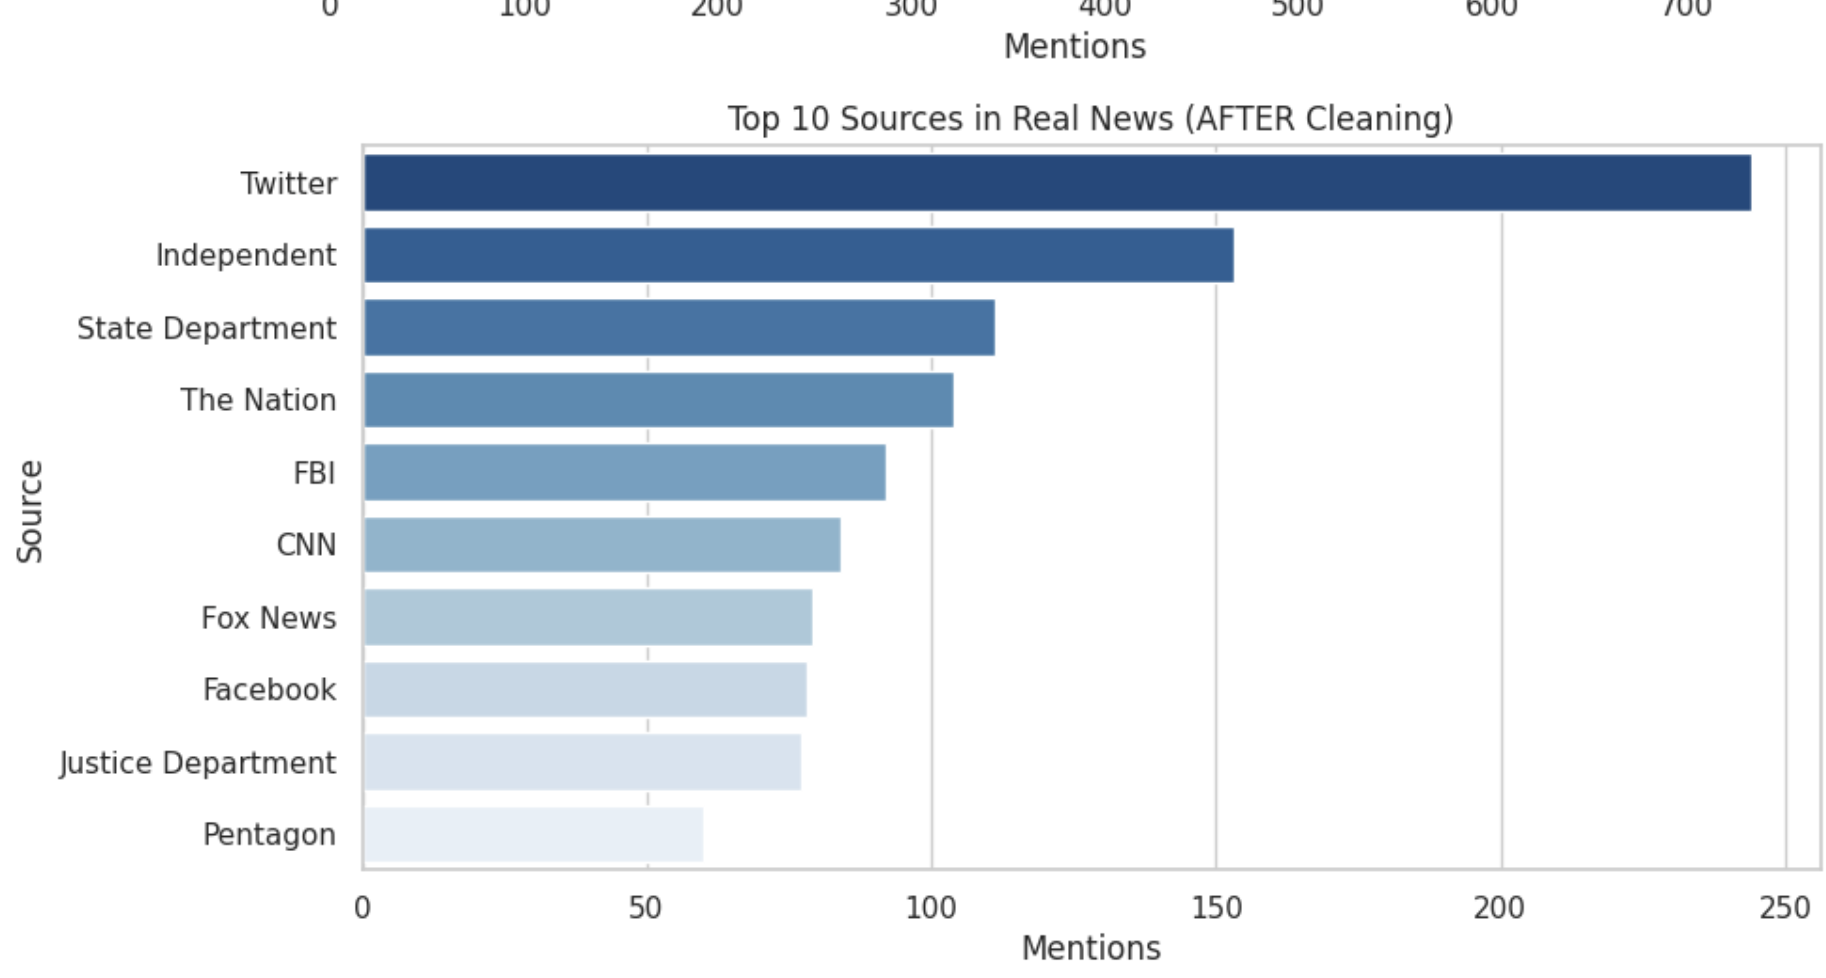 0 100 200 300 400 500 600 700
Mentions
Top 10 Sources in Real News (AFTER Cleaning)
Twitter
Independent
State Department
The Nation
FBI
CNN
Fox News
Facebook
Justice Department
Pentagon
Source
0 50 100 150 200 250
Mentions